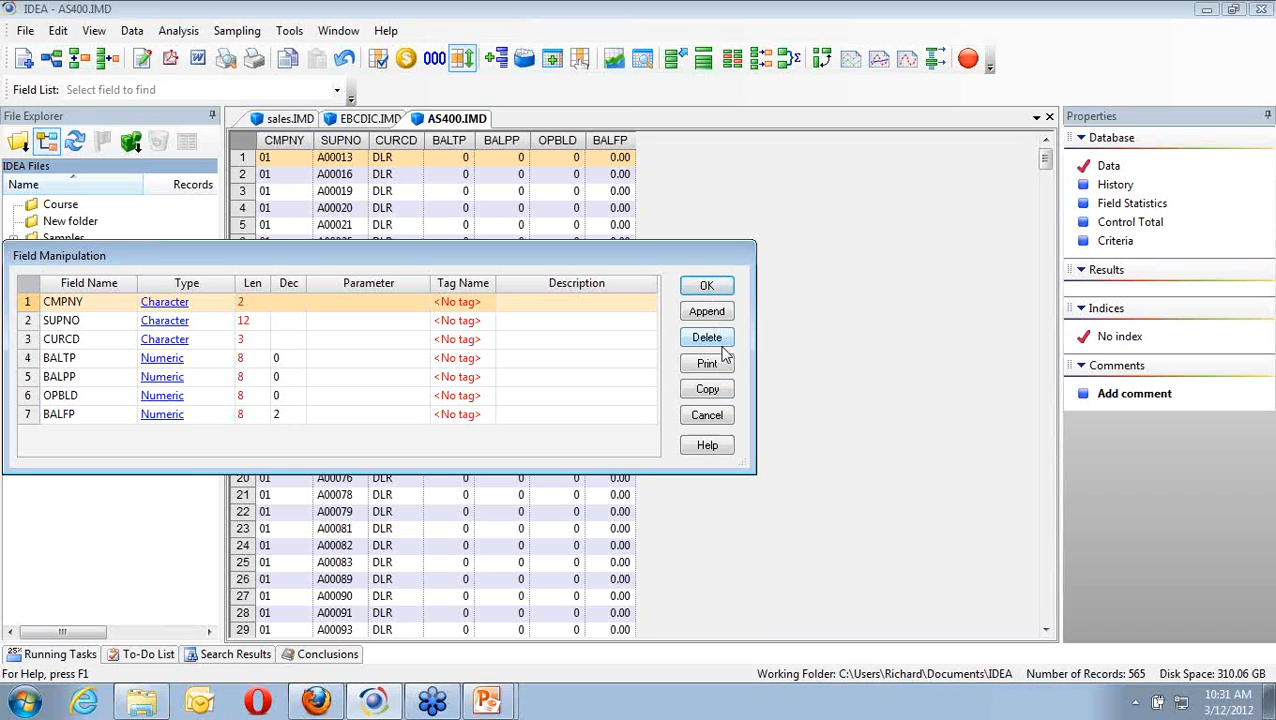 IDEA - AS400.IMD
File Edit View Data Analysis Sampling Tools Window Help
000
Field List: Select field to find
File Explorer
IDEA Files
Name Records
Course
New folder
Samples
sales.IMD EBCDIC.IMD AS400.IMD
CMPNY SUPNO CURCD BALTP BALPP OPBLD BALFP
1 01 A00013 DLR 0 0 0 0.00
2 01 A00016 DLR 0 0 0 0.00
3 01 A00019 DLR 0 0 0 0.00
4 01 A00020 DLR 0 0 0 0.00
5 01 A00021 DLR 0 0 0 0.00
Field Manipulation
Field Name Type Len Dec Parameter Tag Name Description
1 CMPNY Character 2 <No tag>
2 SUPNO Character 12 <No tag>
3 CURCD Character 3 <No tag>
4 BALTP Numeric 8 0 <No tag>
5 BALPP Numeric 8 0 <No tag>
6 OPBLD Numeric 8 0 <No tag>
7 BALFP Numeric 8 2 <No tag>
OK
Append
Delete
Print
Copy
Cancel
Help
20 01 A00076 DLR 0 0 0 0.00
21 01 A00078 DLR 0 0 0 0.00
22 01 A00079 DLR 0 0 0 0.00
23 01 A00081 DLR 0 0 0 0.00
24 01 A00082 DLR 0 0 0 0.00
25 01 A00083 DLR 0 0 0 0.00
26 01 A00089 DLR 0 0 0 0.00
27 01 A00090 DLR 0 0 0 0.00
28 01 A00091 DLR 0 0 0 0.00
29 01 A00093 DLR 0 0 0 0.00
Properties
Database
Data
History
Field Statistics
Control Total
Criteria
Results
Indices
No index
Comments
Add comment
Running Tasks To-Do List Search Results Conclusions
For Help, press F1
Working Folder: C:\Users\Richard\Documents\IDEA Number of Records: 565 Disk Space: 310.06 GB
10:31 AM
3/12/2012